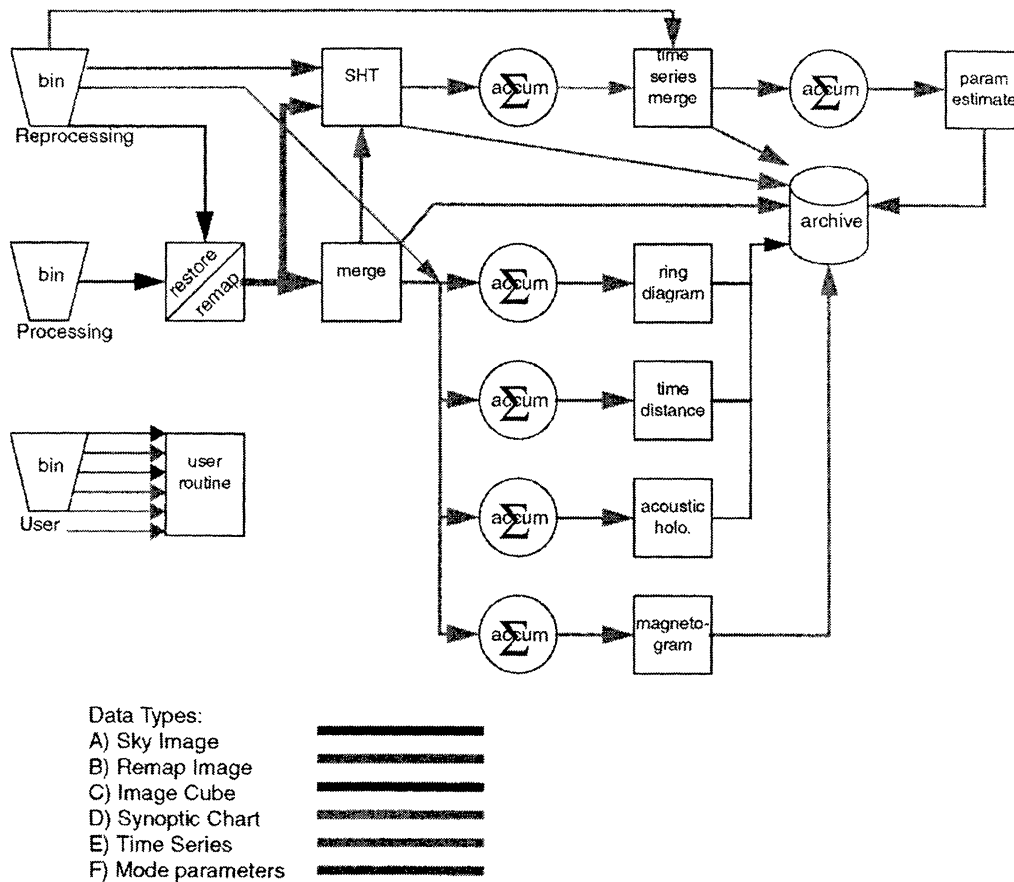 bin
Reprocessing
SHT
Σ
accum
time
series
merge
Σ
accum
param
estimate
archive
bin
Processing
restore
remap
merge
Σ
accum
ring
diagram
Σ
accum
time
distance
bin
User
user
routine
Σ
accum
acoustic
holo.
Σ
accum
magneto-
gram
Data Types:
A) Sky Image
B) Remap Image
C) Image Cube
D) Synoptic Chart
E) Time Series
F) Mode parameters